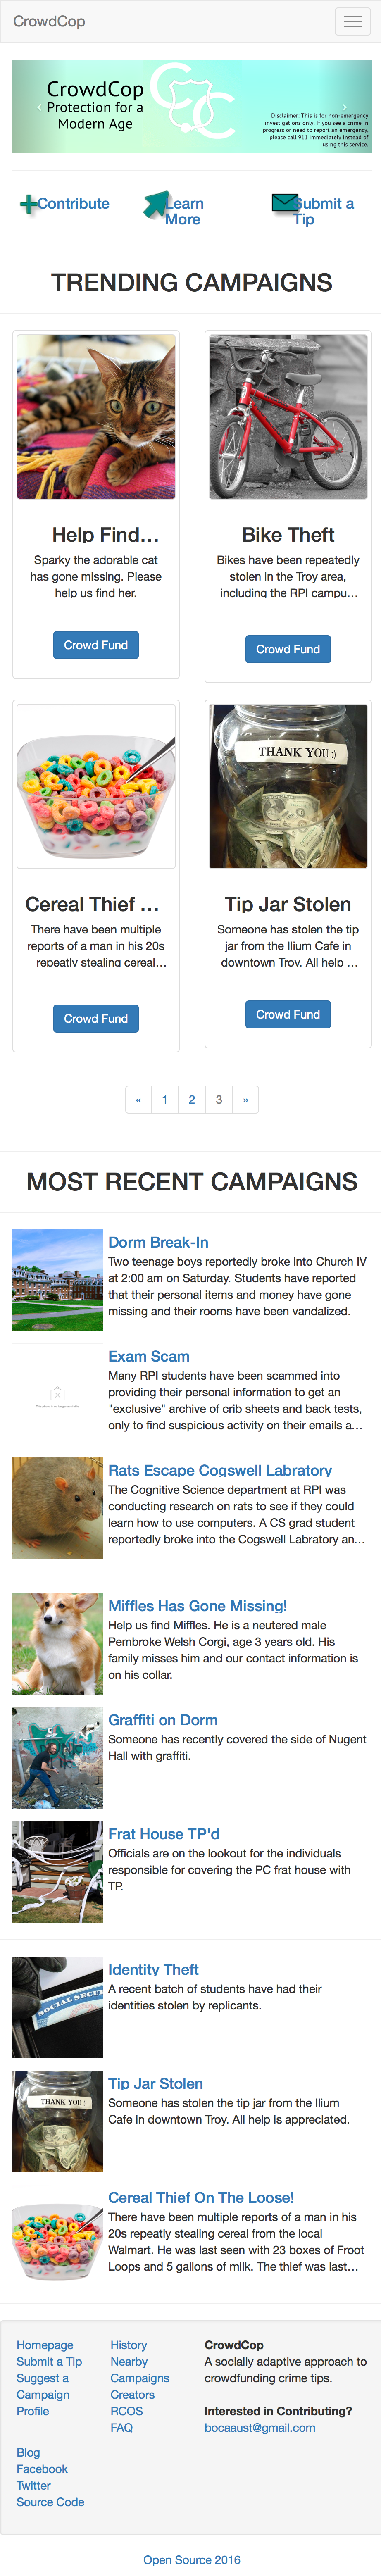 CrowdCop
CrowdCop
Protection for a
Modern Age
Disclaimer: This is for non-emergency
investigations only. If you see a crime in
progress or need to report an emergency,
please call 911 immediately instead of
using this service.
Contribute
Learn
More
Submit a
Tip
TRENDING CAMPAIGNS
Help Find...
Sparky the adorable cat
has gone missing. Please
help us find her.
Crowd Fund
Bike Theft
Bikes have been repeatedly
stolen in the Troy area,
including the RPI campu...
Crowd Fund
Cereal Thief ...
There have been multiple
reports of a man in his 20s
repeatly stealing cereal...
Crowd Fund
THANK YOU :)
Tip Jar Stolen
Someone has stolen the tip
jar from the Ilium Cafe in
downtown Troy. All help ...
Crowd Fund
« 1 2 3 »
MOST RECENT CAMPAIGNS
Dorm Break-In
Two teenage boys reportedly broke into Church IV
at 2:00 am on Saturday. Students have reported
that their personal items and money have gone
missing and their rooms have been vandalized.
Exam Scam
Many RPI students have been scammed into
providing their personal information to get an
"exclusive" archive of crib sheets and back tests,
only to find suspicious activity on their emails a...
Rats Escape Cogswell Labratory
The Cognitive Science department at RPI was
conducting research on rats to see if they could
learn how to use computers. A CS grad student
reportedly broke into the Cogswell Labratory an...
Miffles Has Gone Missing!
Help us find Miffles. He is a neutered male
Pembroke Welsh Corgi, age 3 years old. His
family misses him and our contact information is
on his collar.
Graffiti on Dorm
Someone has recently covered the side of Nugent
Hall with graffiti.
Frat House TP'd
Officials are on the lookout for the individuals
responsible for covering the PC frat house with
TP.
SOCIAL SECU
Identity Theft
A recent batch of students have had their
identities stolen by replicants.
THANK YOU :)
Tip Jar Stolen
Someone has stolen the tip jar from the Ilium
Cafe in downtown Troy. All help is appreciated.
Cereal Thief On The Loose!
There have been multiple reports of a man in his
20s repeatly stealing cereal from the local
Walmart. He was last seen with 23 boxes of Froot
Loops and 5 gallons of milk. The thief was last...
Homepage
Submit a Tip
Suggest a
Campaign
Profile
Blog
Facebook
Twitter
Source Code
History
Nearby
Campaigns
Creators
RCOS
FAQ
CrowdCop
A socially adaptive approach to
crowdfunding crime tips.
Interested in Contributing?
bocaaust@gmail.com
Open Source 2016